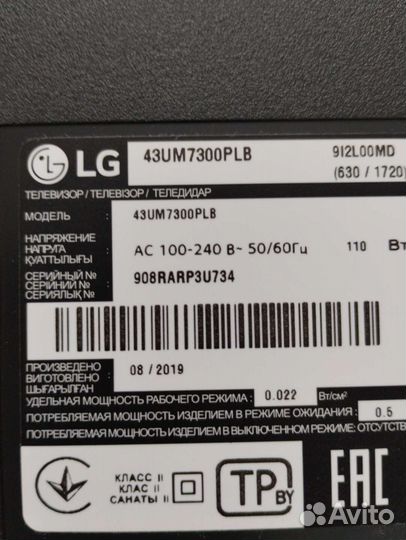 LG 43UM7300PLB 9I2L00MD
(630 / 1720)
ТЕЛЕВИЗОР / ТЕЛЕВІЗОР / ТЕЛЕДИДАР
МОДЕЛЬ : 43UM7300PLB
НАПРЯЖЕНИЕ
НАПРУГА : AC 100-240 В~ 50/60Гц 110 Вт
ҚУАТТЫЛЫҒЫ
СЕРИЙНЫЙ №
СЕРІЙНИЙ № : 908RARP3U734
СЕРИЯЛЫҚ №
ПРОИЗВЕДЕНО
ВИГОТОВЛЕНО : 08 / 2019
ШЫҒАРЫЛҒАН
УДЕЛЬНАЯ МОЩНОСТЬ РАБОЧЕГО РЕЖИМА : 0.022 Вт/см²
ПОТРЕБЛЯЕМАЯ МОЩНОСТЬ ИЗДЕЛИЕМ В РЕЖИМЕ ОЖИДАНИЯ : 0.5
ПОТРЕБЛЯЕМАЯ МОЩНОСТЬ ИЗДЕЛИЕМ В ВЫКЛЮЧЕННОМ РЕЖИМЕ: ОТСУТСТВ
КЛАСС II
КЛАС II
САНАТЫ II
TP BY
EAC
Avito